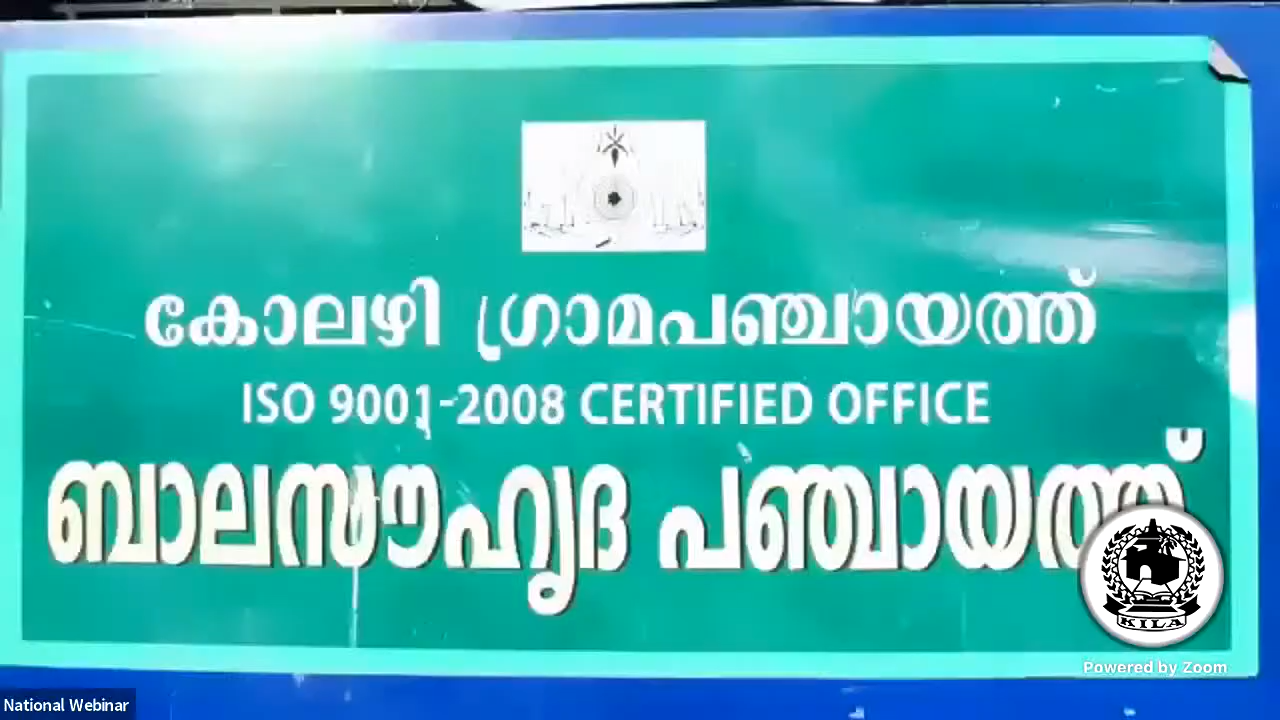 കോലഴി ഗ്രാമപഞ്ചായത്ത്
ISO 9001-2008 CERTIFIED OFFICE
ബാലസൗഹൃദ പഞ്ചായത്ത്
KILA
Powered by Zoom
National Webinar